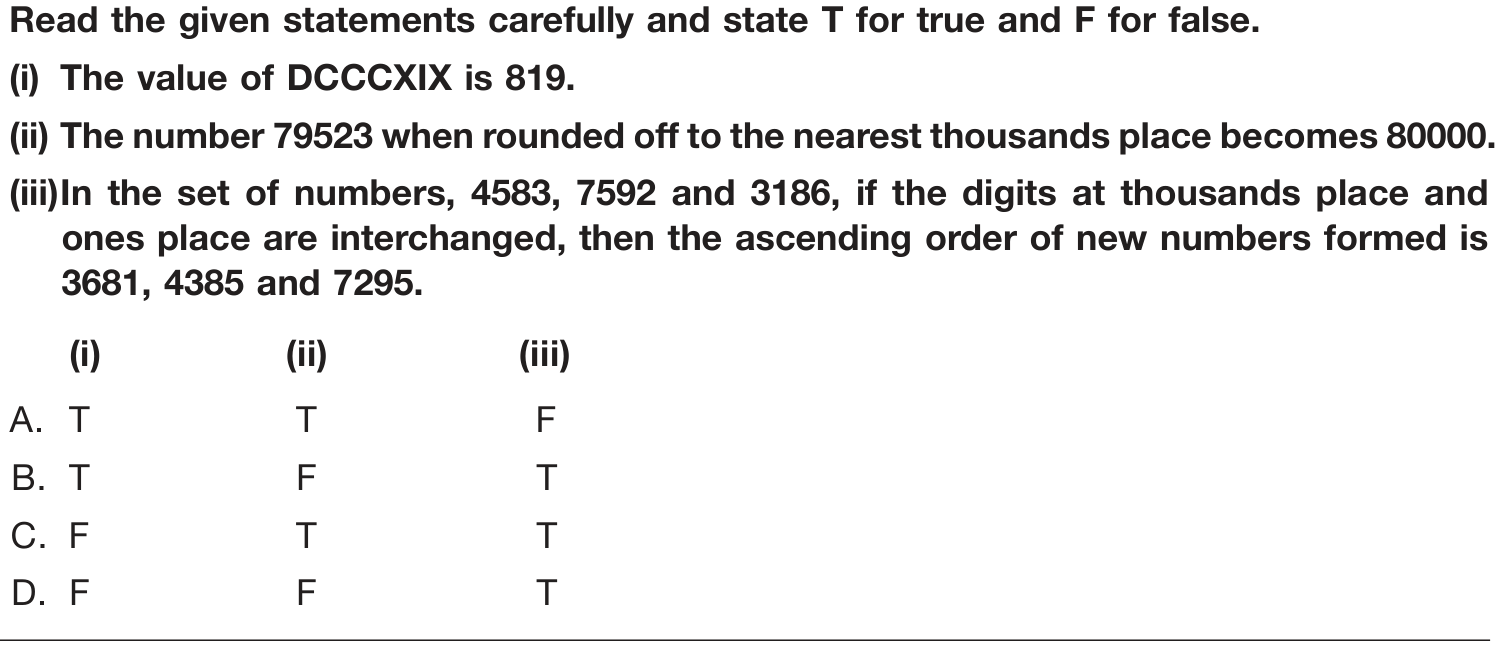 Read the given statements carefully and state T for true and F for false.
(i) The value of DCCCXIX is 819.
(ii) The number 79523 when rounded off to the nearest thousands place becomes 80000.
(iii)In the set of numbers, 4583, 7592 and 3186, if the digits at thousands place and
ones place are interchanged, then the ascending order of new numbers formed is
3681, 4385 and 7295.
(i) (ii) (iii)
A. T T F
B. T F T
C. F T T
D. F F T